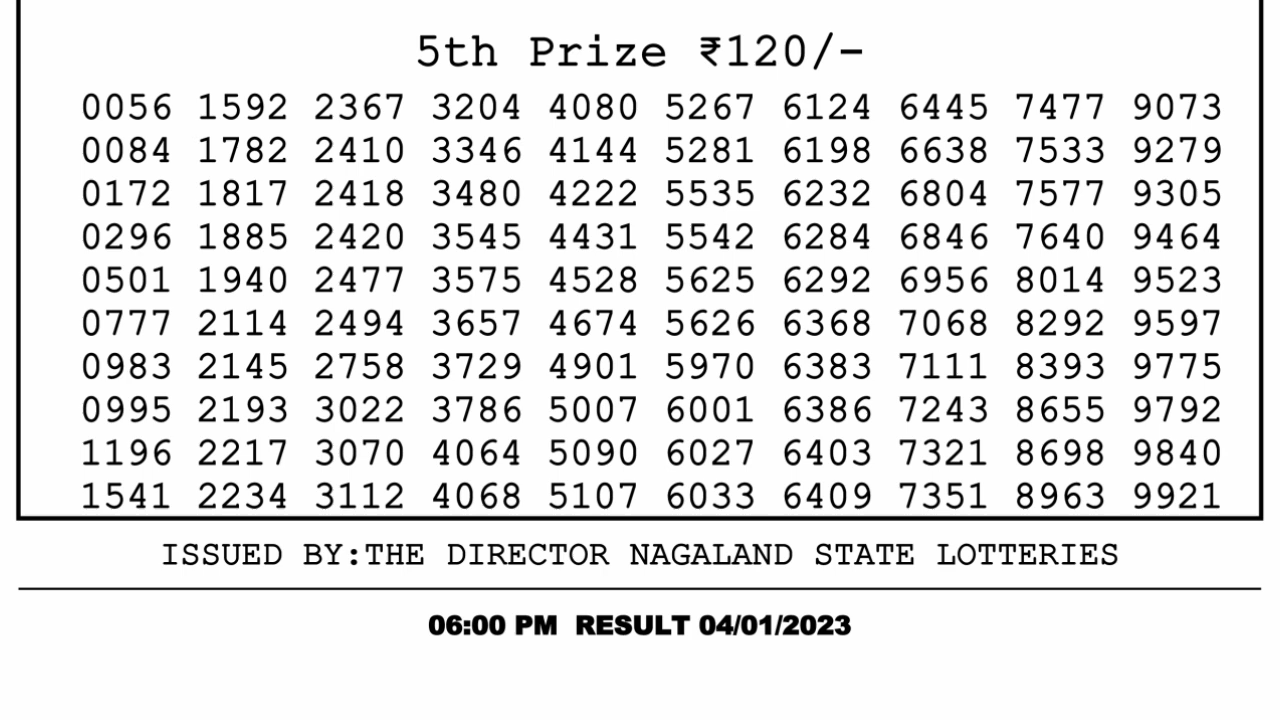 5th Prize ₹120/-
0056 1592 2367 3204 4080 5267 6124 6445 7477 9073
0084 1782 2410 3346 4144 5281 6198 6638 7533 9279
0172 1817 2418 3480 4222 5535 6232 6804 7577 9305
0296 1885 2420 3545 4431 5542 6284 6846 7640 9464
0501 1940 2477 3575 4528 5625 6292 6956 8014 9523
0777 2114 2494 3657 4674 5626 6368 7068 8292 9597
0983 2145 2758 3729 4901 5970 6383 7111 8393 9775
0995 2193 3022 3786 5007 6001 6386 7243 8655 9792
1196 2217 3070 4064 5090 6027 6403 7321 8698 9840
1541 2234 3112 4068 5107 6033 6409 7351 8963 9921
ISSUED BY:THE DIRECTOR NAGALAND STATE LOTTERIES
06:00 PM RESULT 04/01/2023